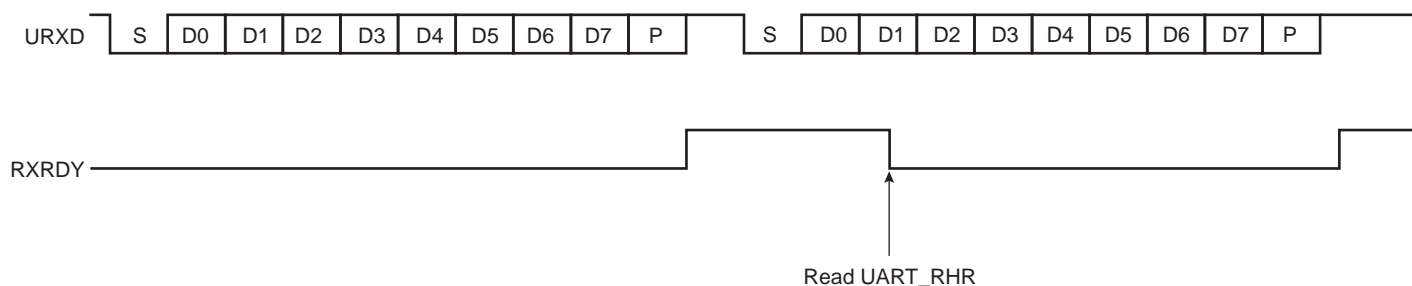 URXD S D0 D1 D2 D3 D4 D5 D6 D7 P S D0 D1 D2 D3 D4 D5 D6 D7 P
RXRDY
Read UART_RHR